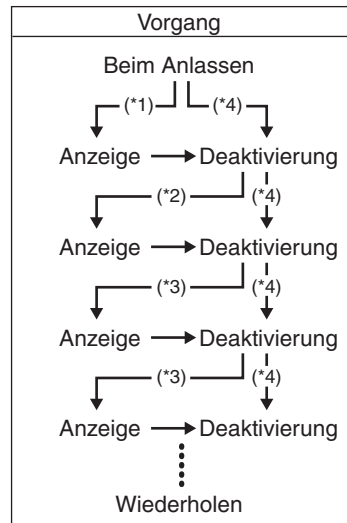 Vorgang
Beim Anlassen
(*1) (*4)
Anzeige Deaktivierung
(*2) (*4)
Anzeige Deaktivierung
(*3) (*4)
Anzeige Deaktivierung
(*3) (*4)
Anzeige Deaktivierung
Wiederholen